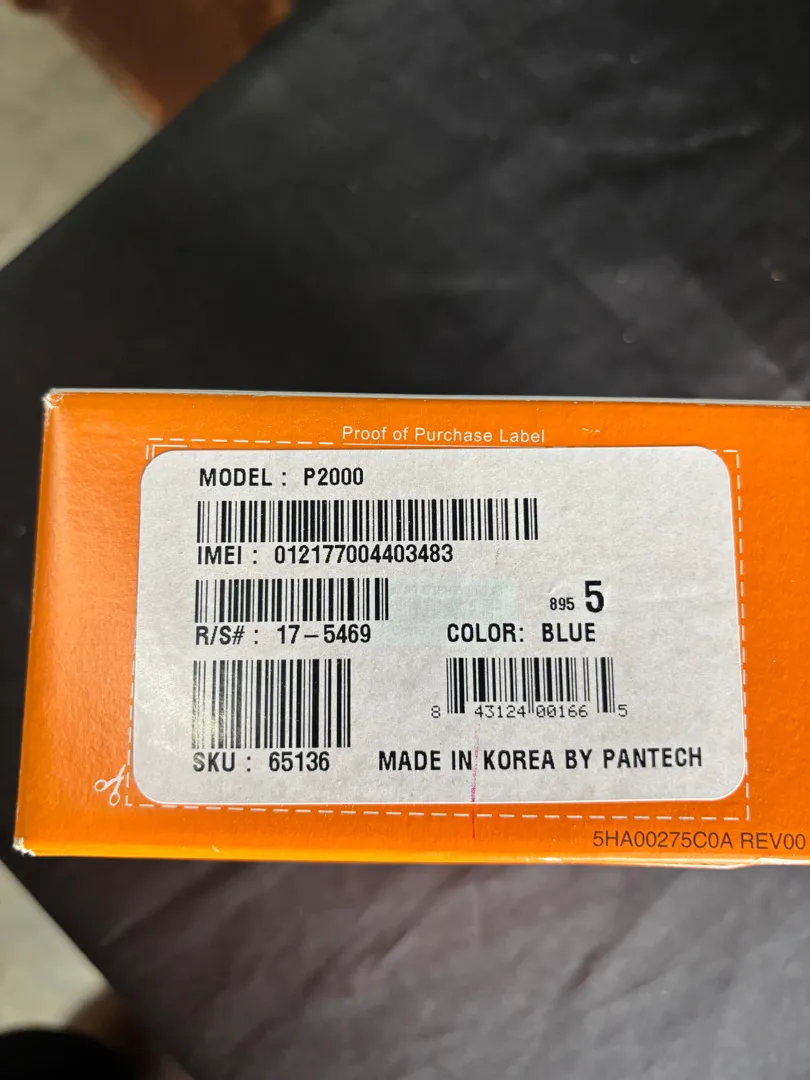 Proof of Purchase Label
MODEL : P2000
IMEI : 012177004403483
895 5
R/S# : 17-5469
COLOR: BLUE
8 43124 00166 5
SKU : 65136
MADE IN KOREA BY PANTECH
5HA00275C0A REV00